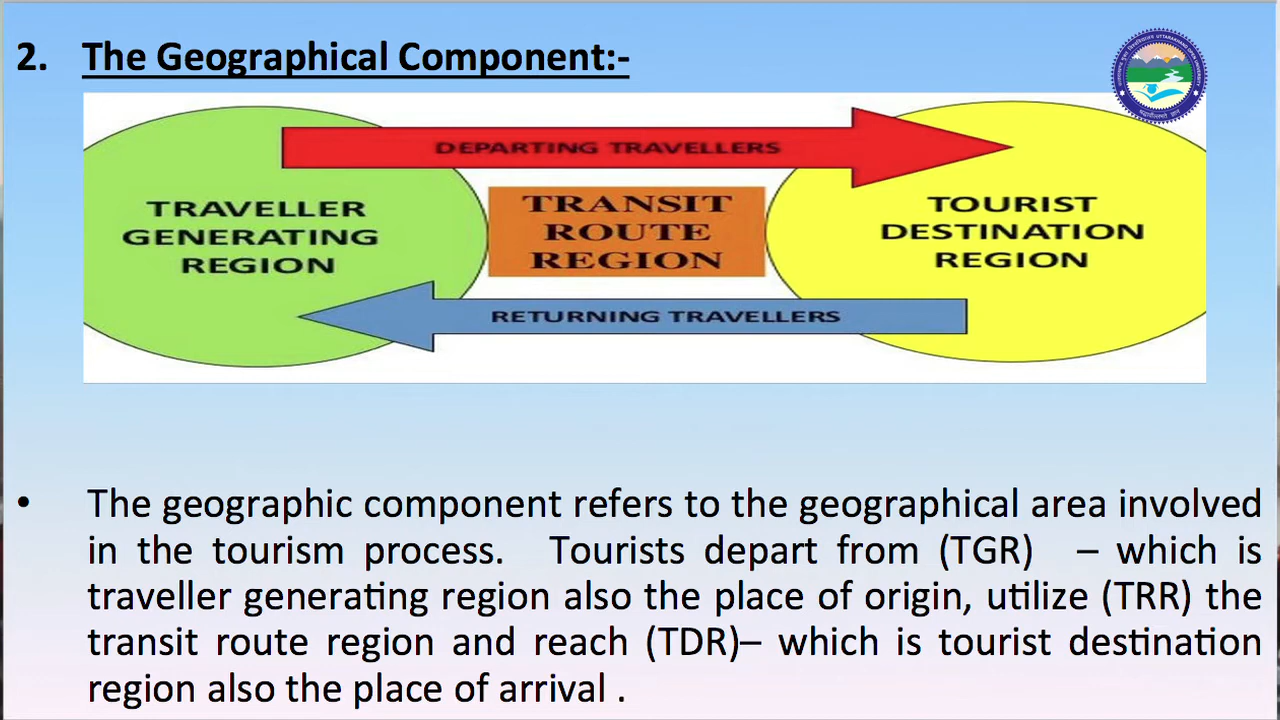 2. The Geographical Component:-
DEPARTING TRAVELLERS
TRAVELLER
GENERATING
REGION
TRANSIT
ROUTE
REGION
TOURIST
DESTINATION
REGION
RETURNING TRAVELLERS
• The geographic component refers to the geographical area involved
in the tourism process. Tourists depart from (TGR) – which is
traveller generating region also the place of origin, utilize (TRR) the
transit route region and reach (TDR)– which is tourist destination
region also the place of arrival .